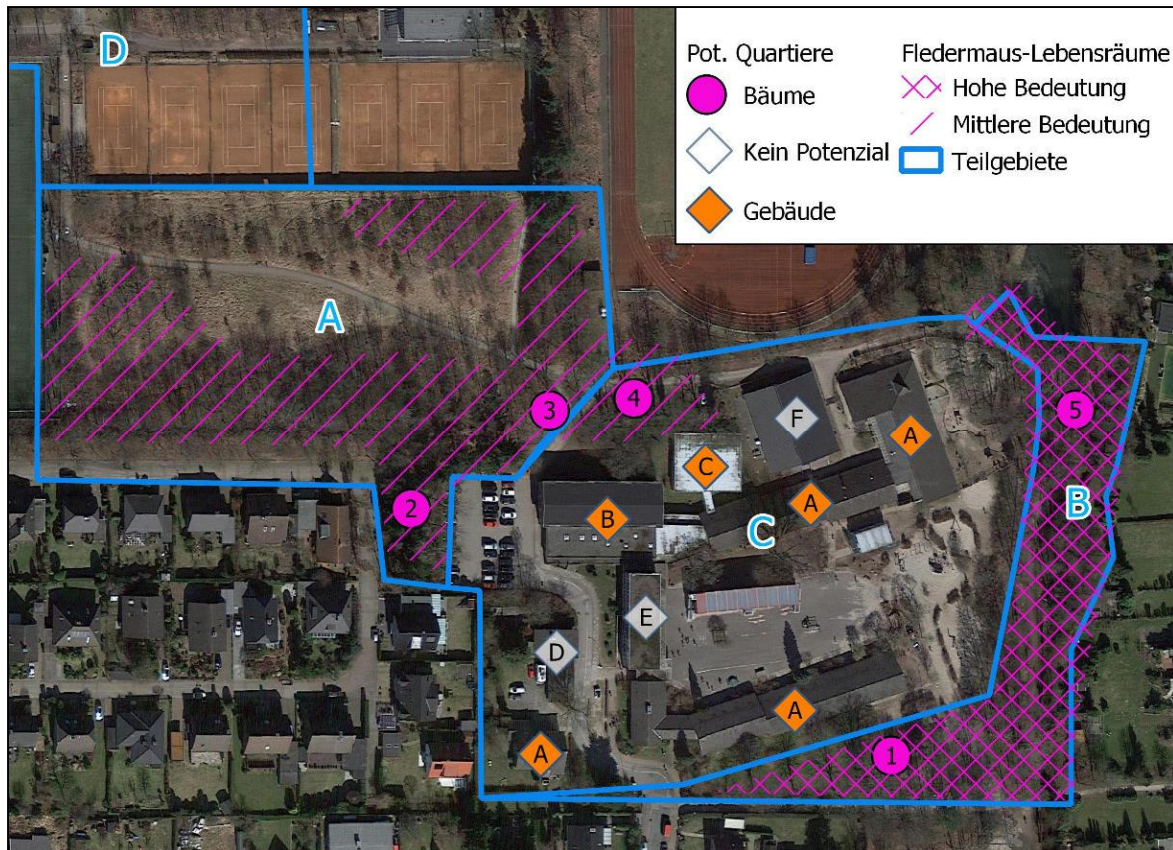 Pot. Quartiere
Bäume
Kein Potenzial
Gebäude
Fledermaus-Lebensräume
Hohe Bedeutung
Mittlere Bedeutung
Teilgebiete
D
A
3
4
5
2
F
A
C
A
B
C
B
E
D
A
A
1